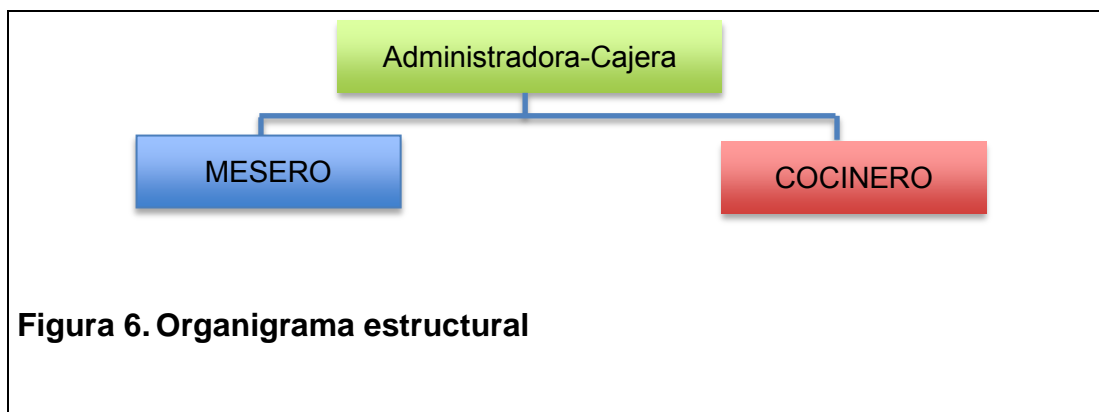 Administradora-Cajera
MESERO
COCINERO
Figura 6. Organigrama estructural